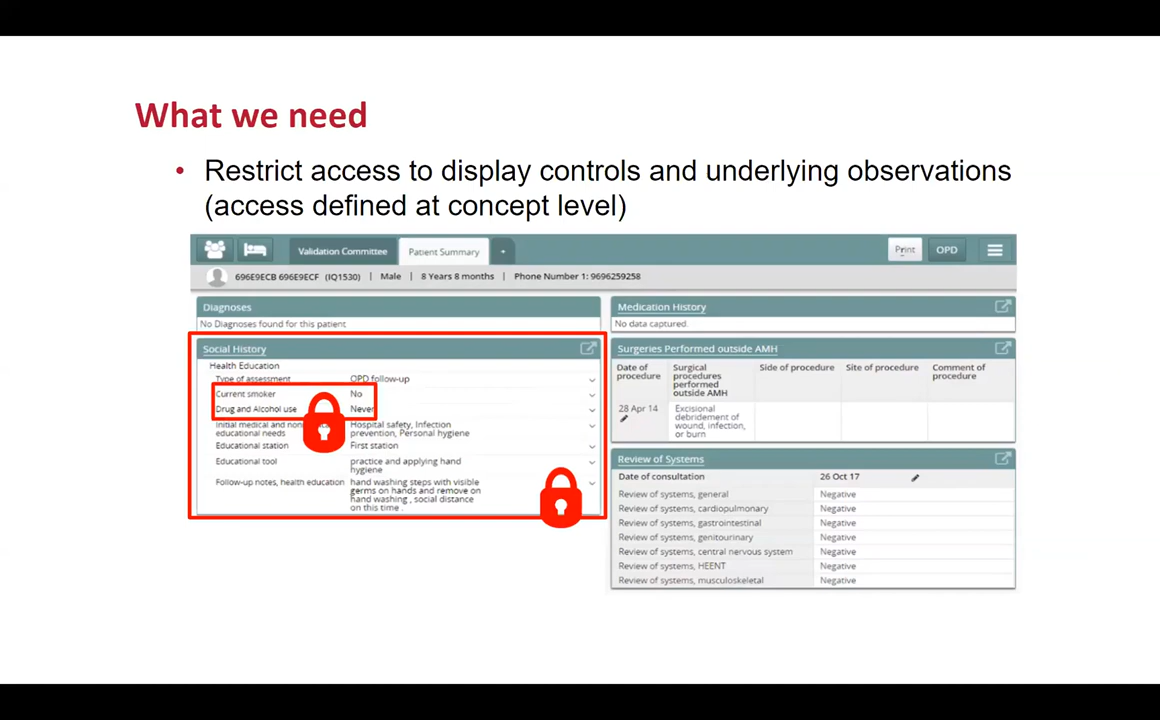 What we need
• Restrict access to display controls and underlying observations
(access defined at concept level)
Validation Committee
Patient Summary
+
Print
OPD
696E9ECB 696E9ECF (IQ1530) | Male | 8 Years 8 months | Phone Number 1: 9696259258
Diagnoses
No Diagnoses found for this patient
Social History
Health Education
Type of assessment OPD follow-up
Current smoker No
Drug and Alcohol use Never
Initial medical and Hospital safety, Infection
educational needs prevention, Personal hygiene
Educational station First station
Educational tool practice and applying hand
hygiene
Follow-up notes, health education hand washing steps with visible
germs on hands and remove on
hand washing , social distance
on this time .
Medication History
No data captured.
Surgeries Performed outside AMH
Date of Surgical Side of procedure Site of procedure Comment of
procedure procedures procedure
performed
outside AMH
28 Apr 14 Excisional
debridement of
wound, infection,
or burn
Review of Systems
Date of consultation 26 Oct 17
Review of systems, general Negative
Review of systems, cardiopulmonary Negative
Review of systems, gastrointestinal Negative
Review of systems, genitourinary Negative
Review of systems, central nervous system Negative
Review of systems, HEENT Negative
Review of systems, musculoskeletal Negative